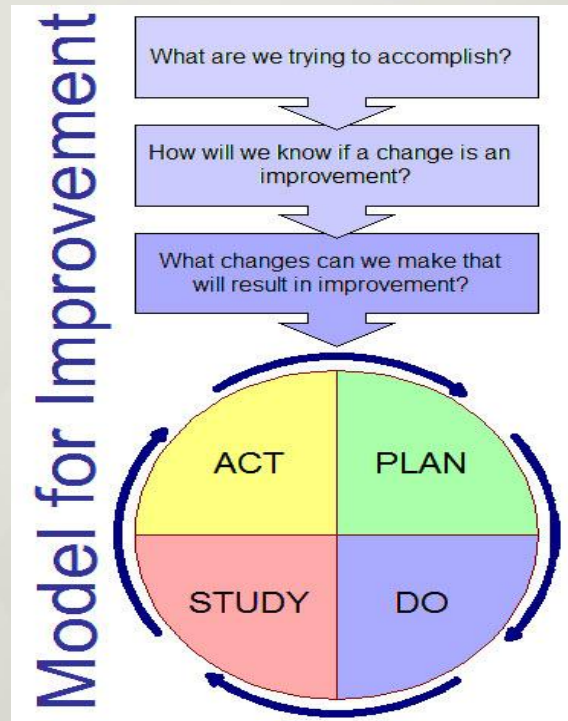 Model for Improvement
What are we trying to accomplish?
How will we know if a change is an
improvement?
What changes can we make that
will result in improvement?
ACT
PLAN
STUDY
DO